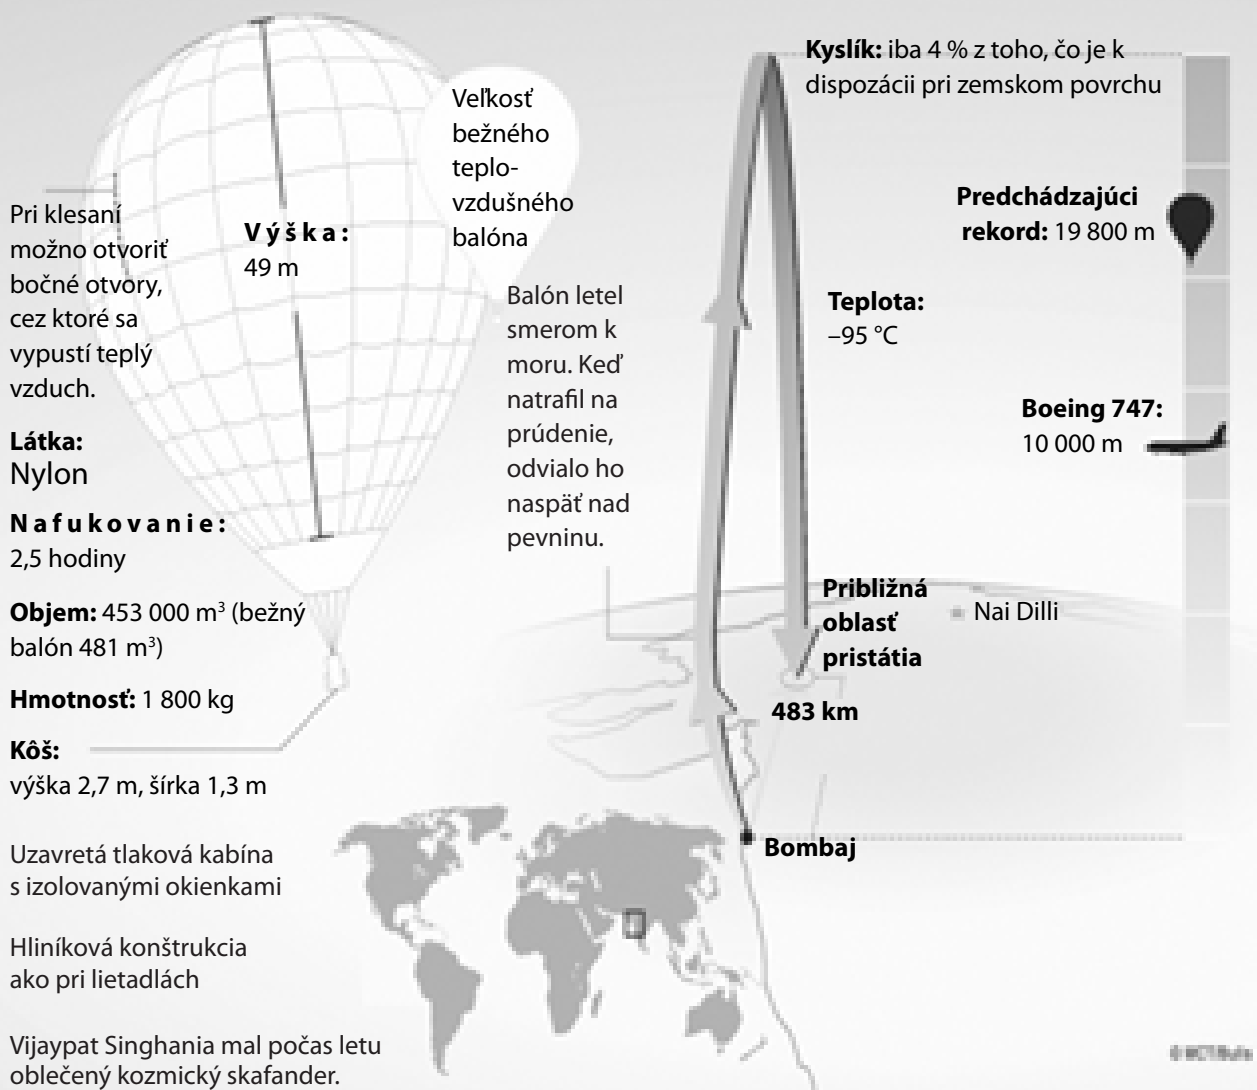 Kyslík: iba 4 % z toho, čo je k
dispozácii pri zemskom povrchu
Veľkosť
bežného
teplo-
vzdušného
balóna
Predchádzajúci
rekord: 19 800 m
Pri klesaní
možno otvoriť
bočné otvory,
cez ktoré sa
vypustí teplý
vzduch.
Výška:
49 m
Balón letel
smerom k
moru. Keď
natrafil na
prúdenie,
odvialo ho
naspäť nad
pevninu.
Teplota:
–95 °C
Boeing 747:
10 000 m
Látka:
Nylon
Nafukovanie:
2,5 hodiny
Objem: 453 000 m³ (bežný
balón 481 m³)
Hmotnosť: 1 800 kg
Kôš:
výška 2,7 m, šírka 1,3 m
Približná
oblasť
pristátia
Nai Dilli
483 km
Bombaj
Uzavretá tlaková kabína
s izolovanými okienkami
Hliníková konštrukcia
ako pri lietadlách
Vijaypat Singhania mal počas letu
oblečený kozmický skafander.